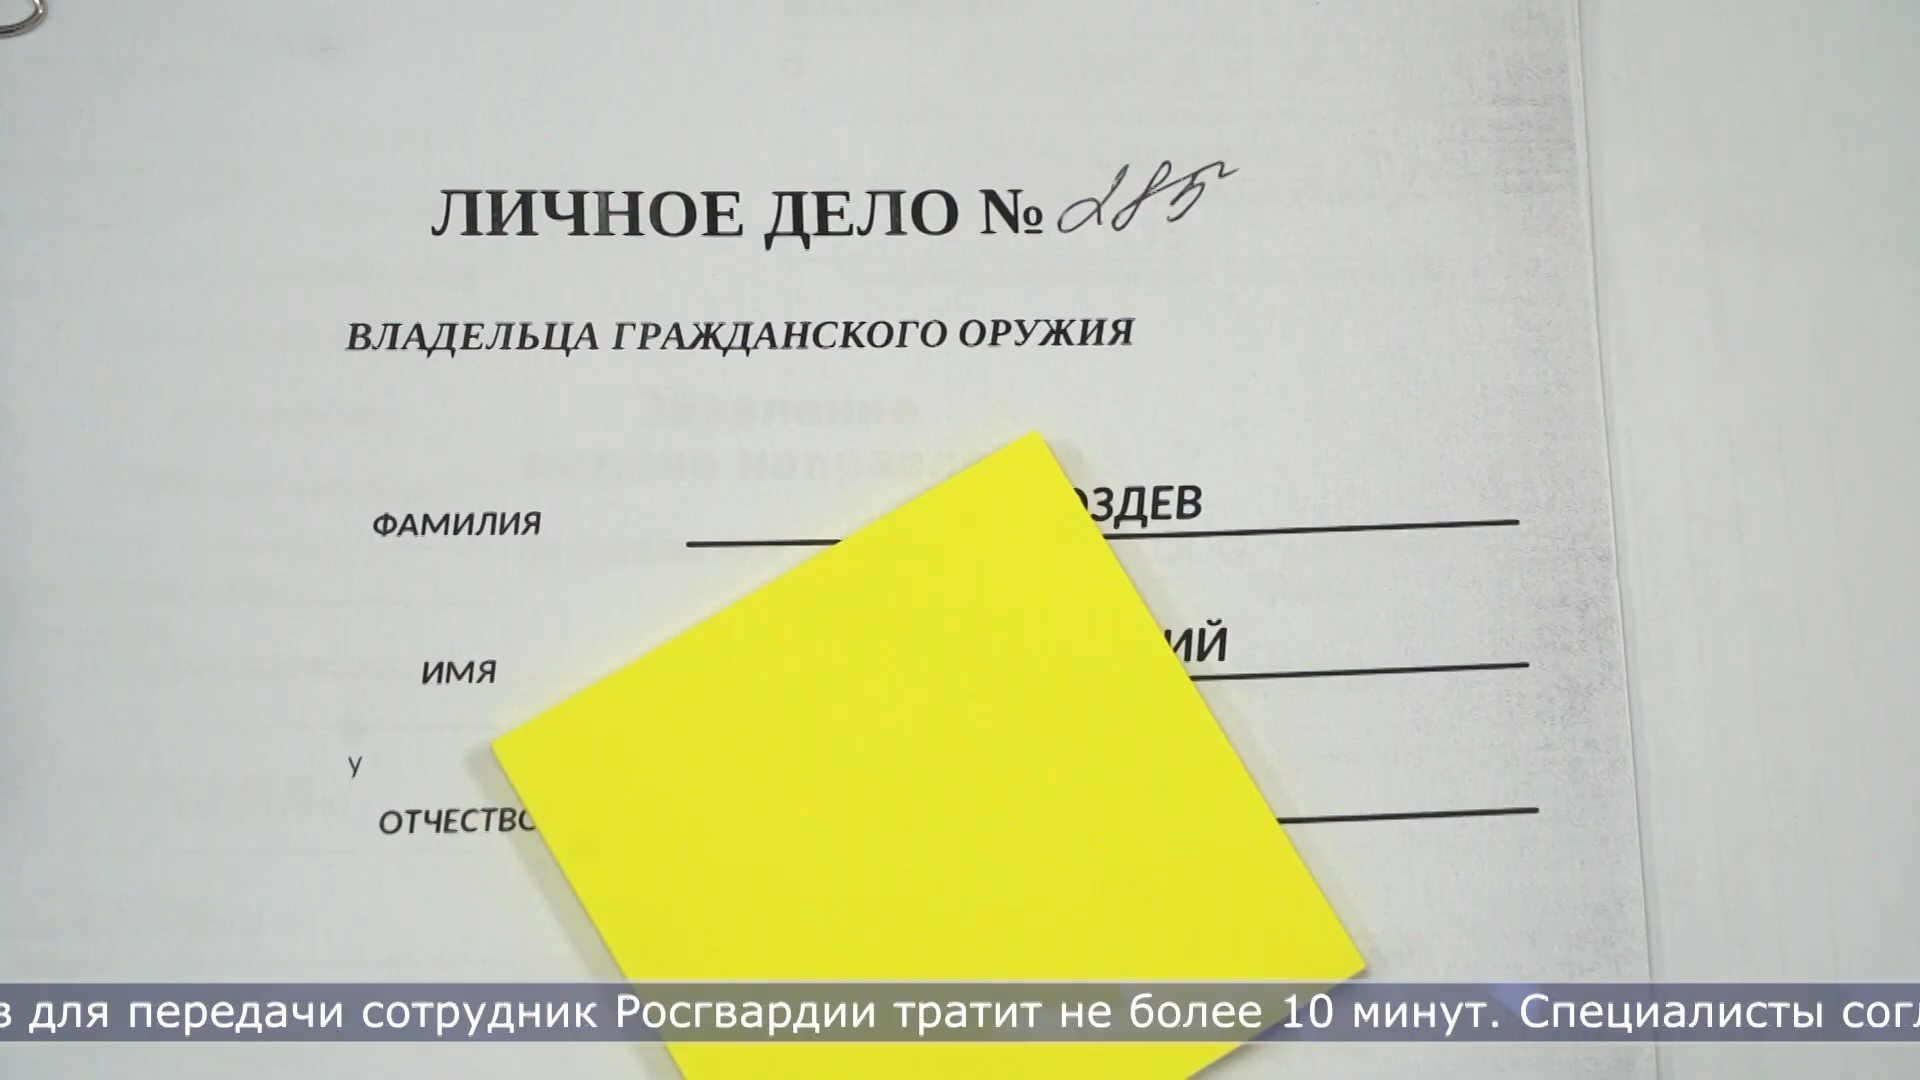 ЛИЧНОЕ ДЕЛО № 285
ВЛАДЕЛЬЦА ГРАЖДАНСКОГО ОРУЖИЯ
ФАМИЛИЯ ОЗДЕВ
ИМЯ ИЙ
У
ОТЧЕСТВО
в для передачи сотрудник Росгвардии тратит не более 10 минут. Специалисты согл